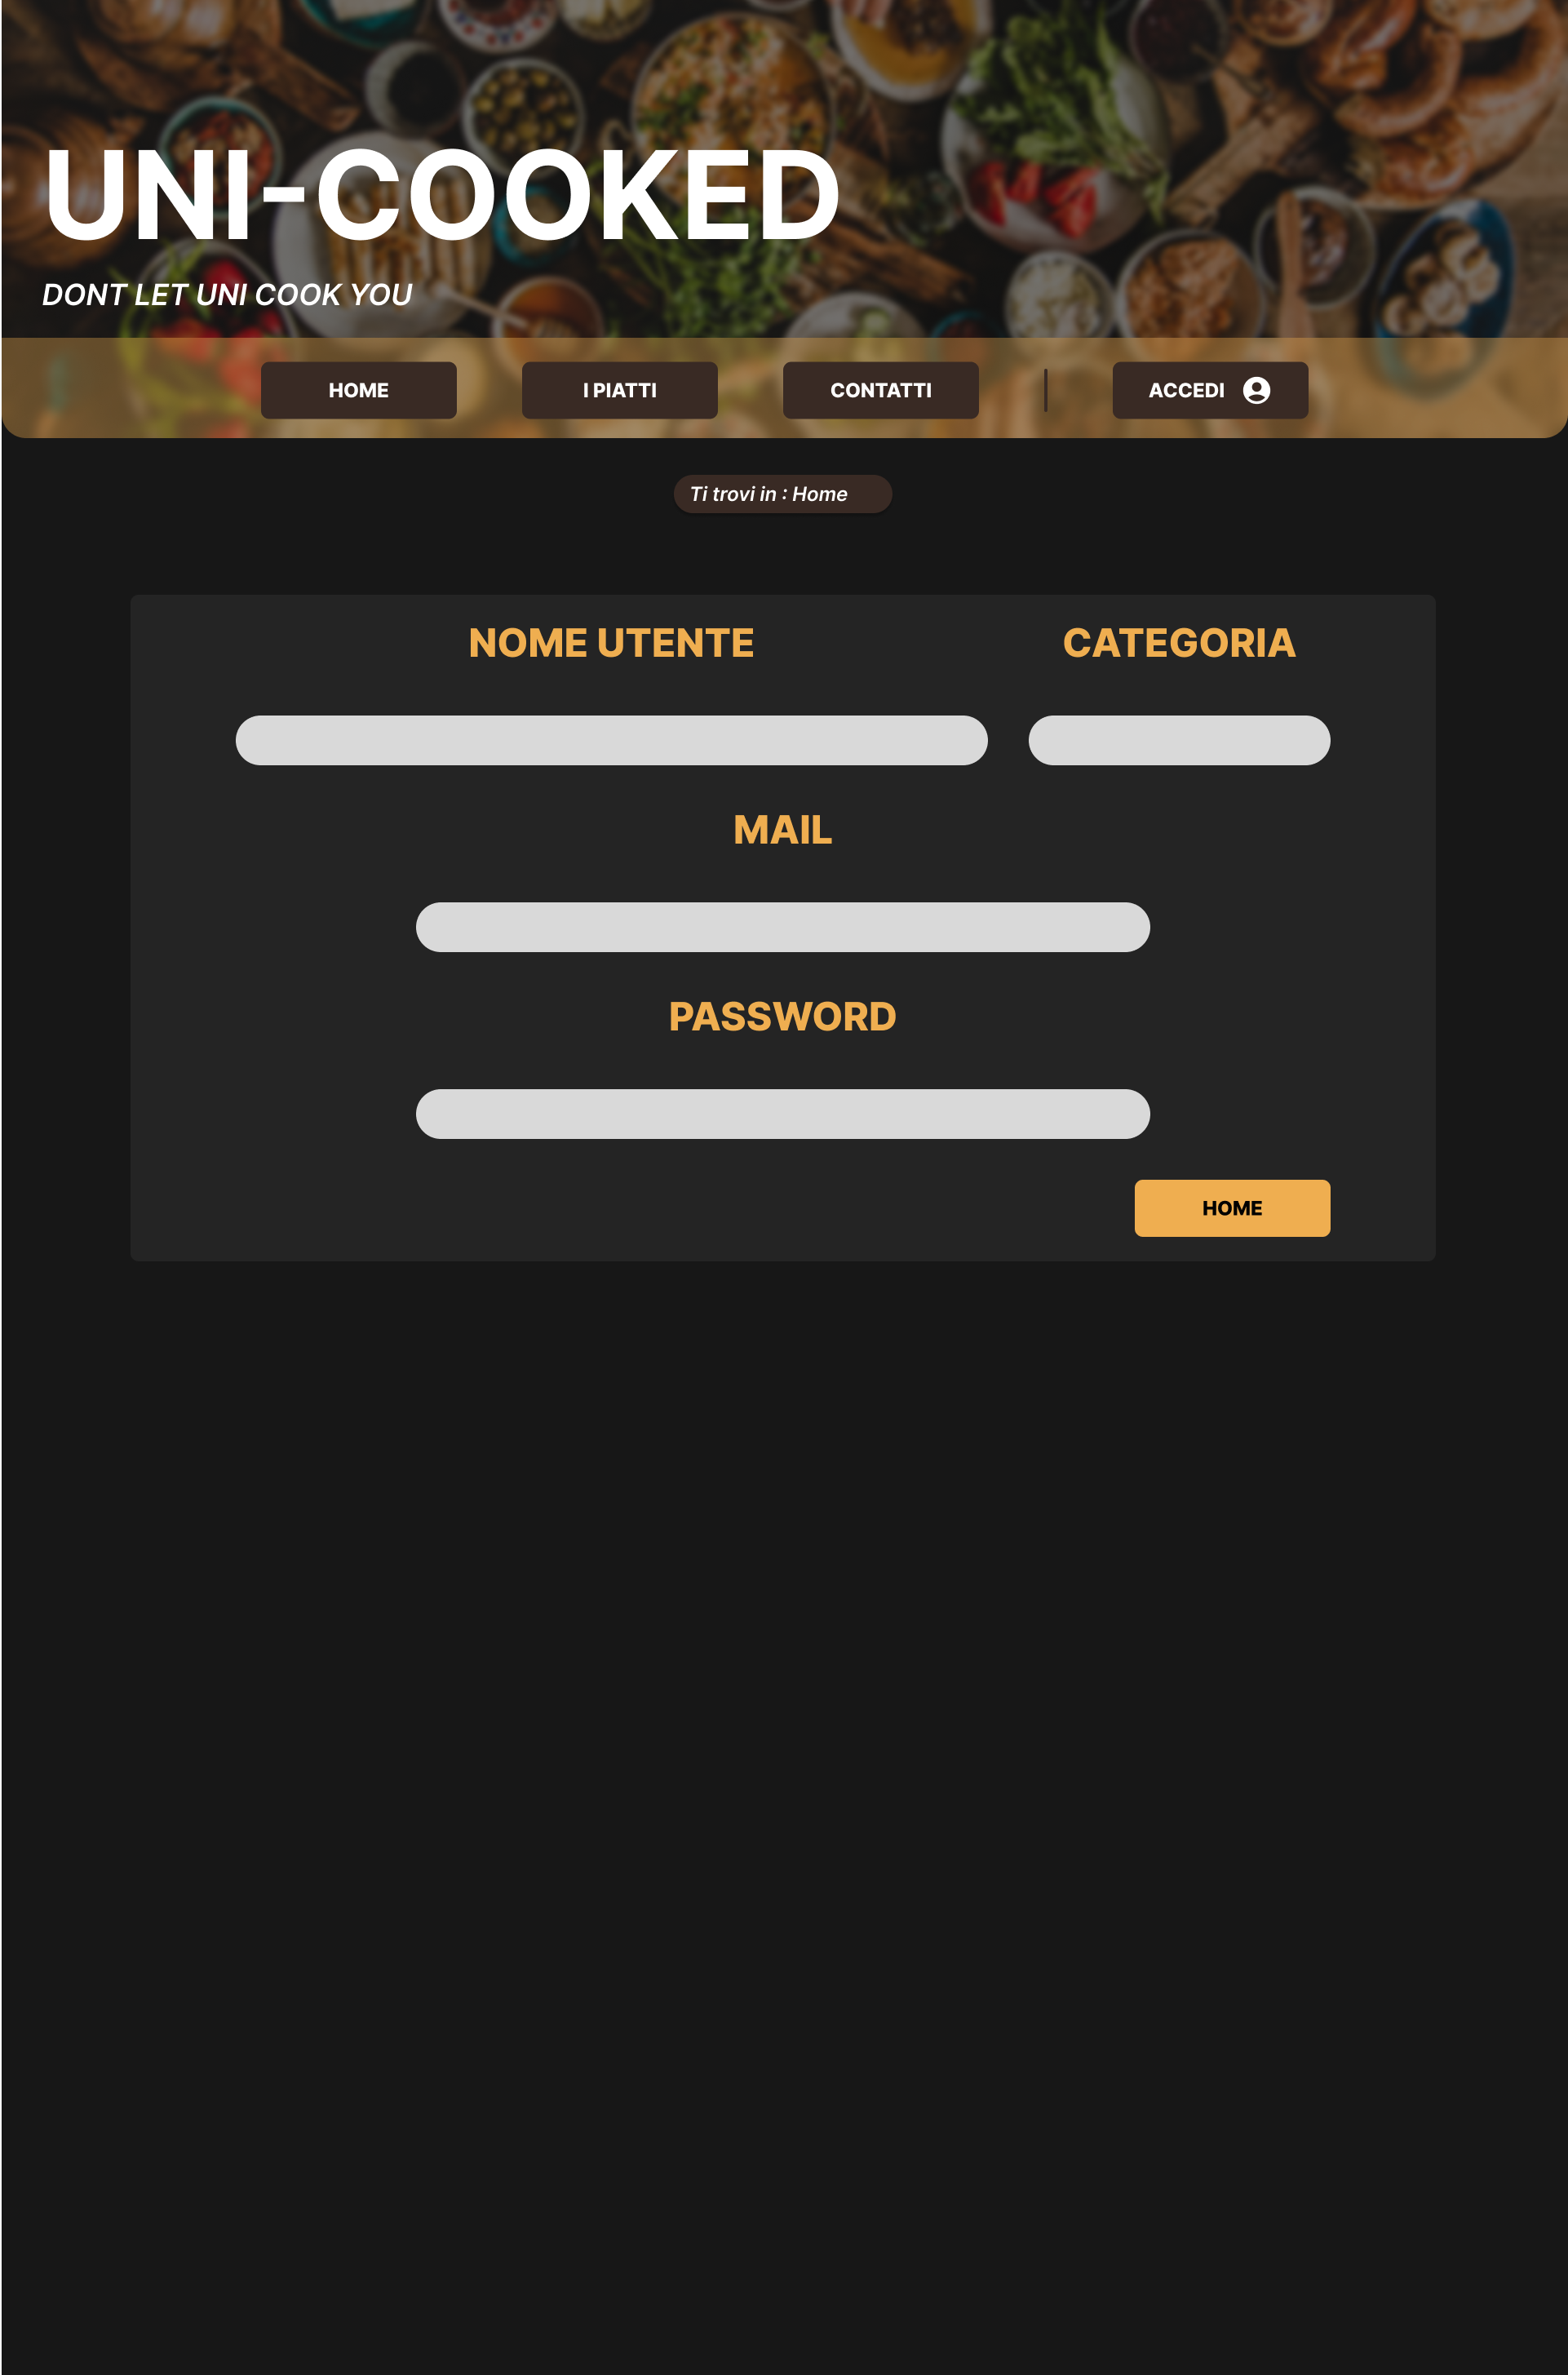 UNI-COOKED
DONT LET UNI COOK YOU
HOME I PIATTI CONTATTI ACCEDI
Ti trovi in : Home
NOME UTENTE CATEGORIA
MAIL
PASSWORD
HOME